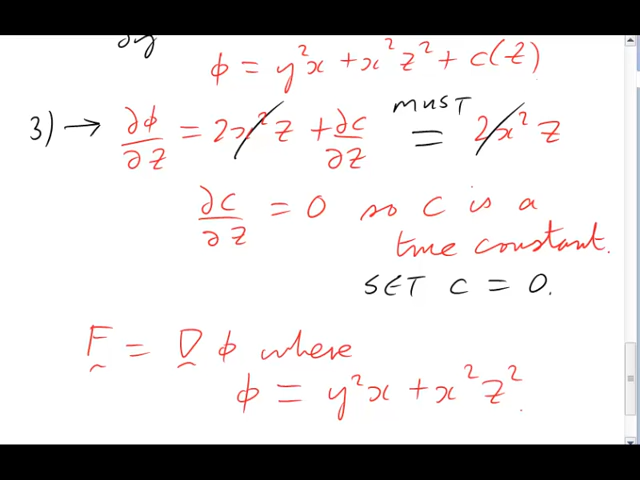 ∂y
ϕ = y²x + x²z² + c(z)
3) → ∂ϕ/∂z = 2x²z + ∂c/∂z must = 2x²z
∂c/∂z = 0 so c is a
true constant.
SET c = 0.
F̰ = ∇̰ϕ where
ϕ = y²x + x²z².